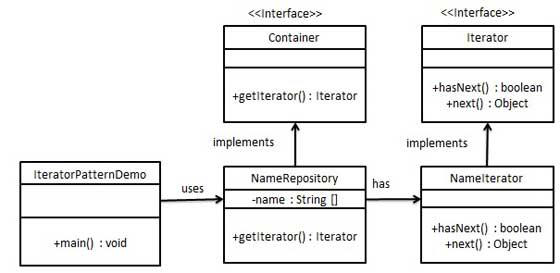 <<Interface>>
Container
+getIterator() : Iterator
<<Interface>>
Iterator
+hasNext() : boolean
+next() : Object
implements
implements
IteratorPatternDemo
+main() : void
uses
NameRepository
-name : String []
+getIterator() : Iterator
has
NameIterator
+hasNext() : boolean
+next() : Object